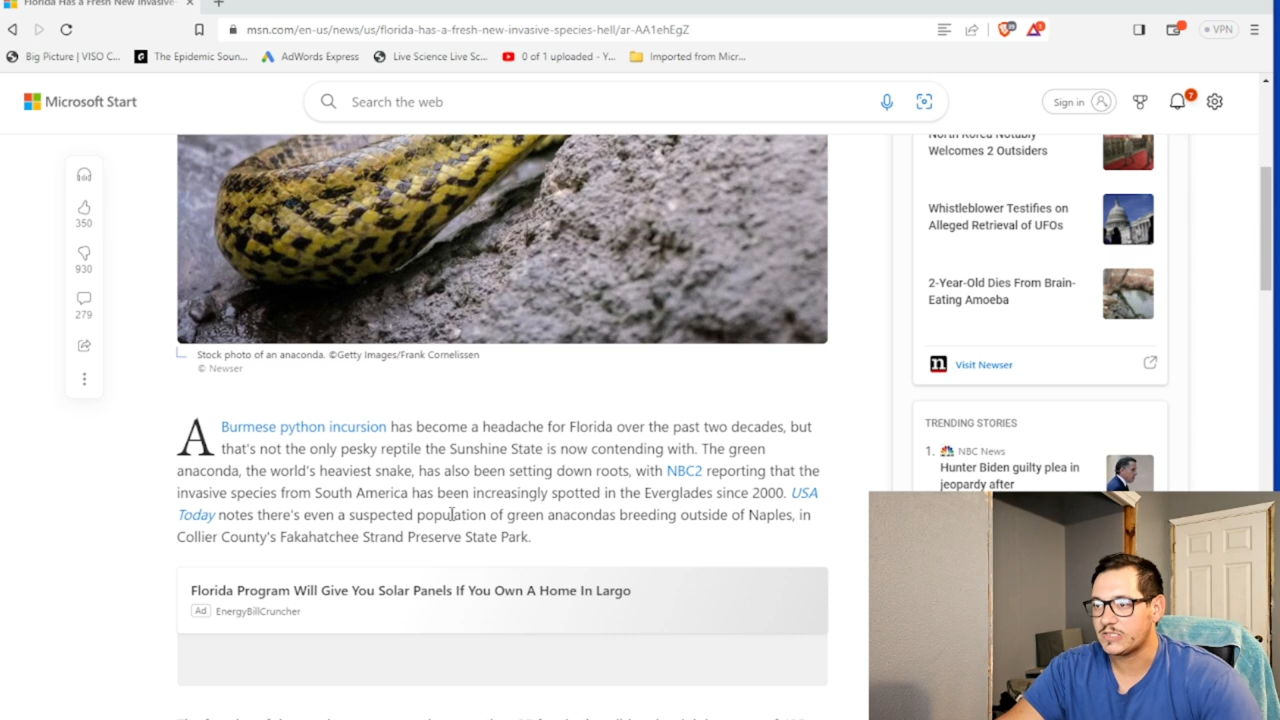 Florida Has a Fresh New Invasive
msn.com/en-us/news/us/florida-has-a-fresh-new-invasive-species-hell/ar-AA1ehEgZ
VPN
Big Picture | VISO C...
The Epidemic Soun...
AdWords Express
Live Science Live Sc...
0 of 1 uploaded - Y...
Imported from Micr...
Microsoft Start
Search the web
Sign in
7
350
930
279
North Korea Notably
Welcomes 2 Outsiders
Whistleblower Testifies on
Alleged Retrieval of UFOs
2-Year-Old Dies From Brain-
Eating Amoeba
n Visit Newser
Stock photo of an anaconda. ©Getty Images/Frank Cornelissen
© Newser
A Burmese python incursion has become a headache for Florida over the past two decades, but
that's not the only pesky reptile the Sunshine State is now contending with. The green
anaconda, the world's heaviest snake, has also been setting down roots, with NBC2 reporting that the
invasive species from South America has been increasingly spotted in the Everglades since 2000. USA
Today notes there's even a suspected population of green anacondas breeding outside of Naples, in
Collier County's Fakahatchee Strand Preserve State Park.
Florida Program Will Give You Solar Panels If You Own A Home In Largo
Ad EnergyBillCruncher
TRENDING STORIES
1. NBC News
Hunter Biden guilty plea in
jeopardy after